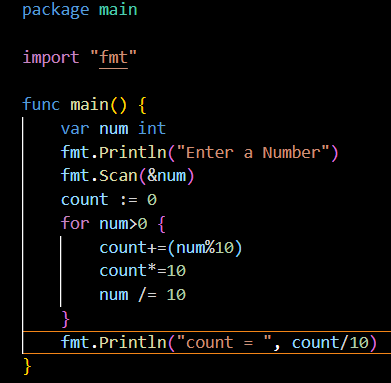 package main
import "fmt"
func main() {
var num int
fmt.Println("Enter a Number")
fmt.Scan(&num)
count := 0
for num>0 {
count+=(num%10)
count*=10
num /= 10
}
fmt.Println("count = ", count/10)
}